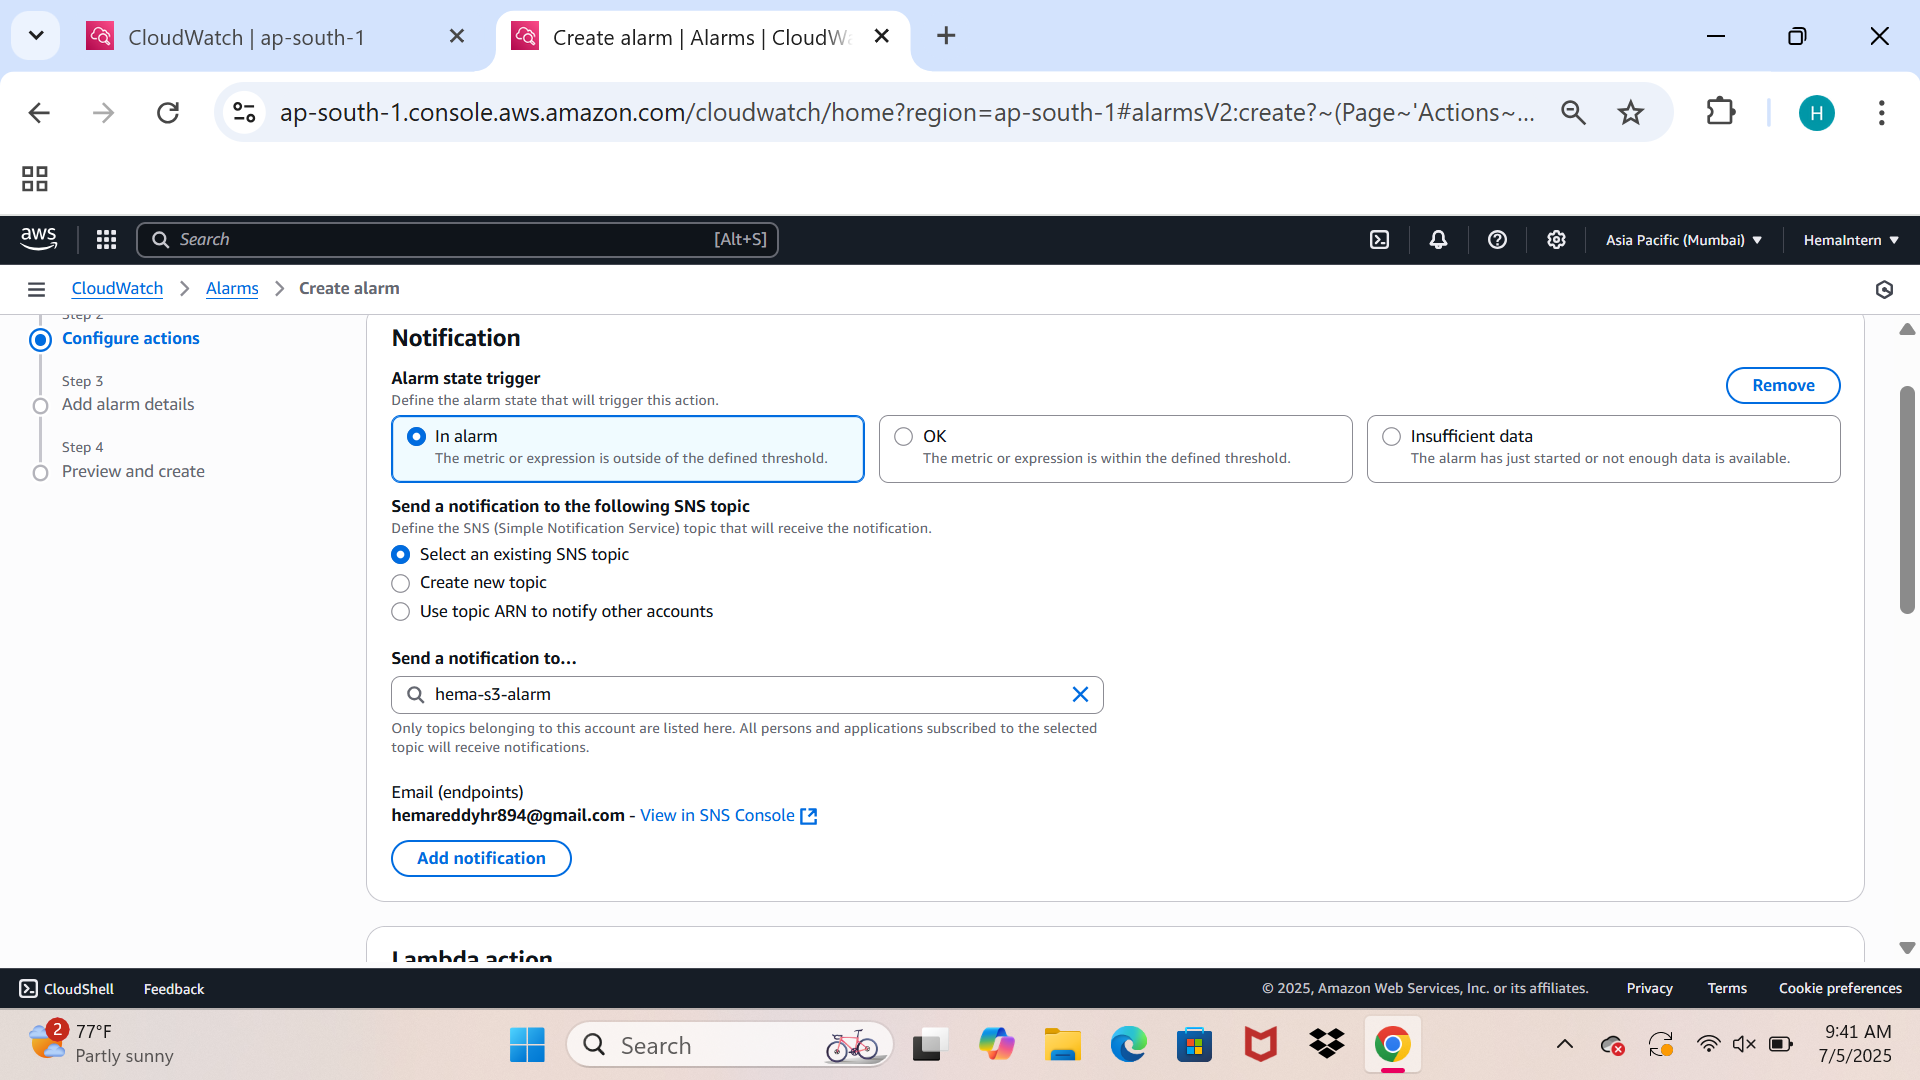 CloudWatch | ap-south-1
Create alarm | Alarms | CloudWa
ap-south-1.console.aws.amazon.com/cloudwatch/home?region=ap-south-1#alarmsV2:create?~(Page~'Actions~...
H
aws
Search
[Alt+S]
Asia Pacific (Mumbai)
HemaIntern
CloudWatch
Alarms
Create alarm
Step 2
Configure actions
Step 3
Add alarm details
Step 4
Preview and create
Notification
Alarm state trigger
Define the alarm state that will trigger this action.
Remove
In alarm
The metric or expression is outside of the defined threshold.
OK
The metric or expression is within the defined threshold.
Insufficient data
The alarm has just started or not enough data is available.
Send a notification to the following SNS topic
Define the SNS (Simple Notification Service) topic that will receive the notification.
Select an existing SNS topic
Create new topic
Use topic ARN to notify other accounts
Send a notification to...
hema-s3-alarm
Only topics belonging to this account are listed here. All persons and applications subscribed to the selected
topic will receive notifications.
Email (endpoints)
hemareddyhr894@gmail.com - View in SNS Console
Add notification
Lambda action
CloudShell
Feedback
© 2025, Amazon Web Services, Inc. or its affiliates.
Privacy
Terms
Cookie preferences
2
77°F
Partly sunny
Search
9:41 AM
7/5/2025